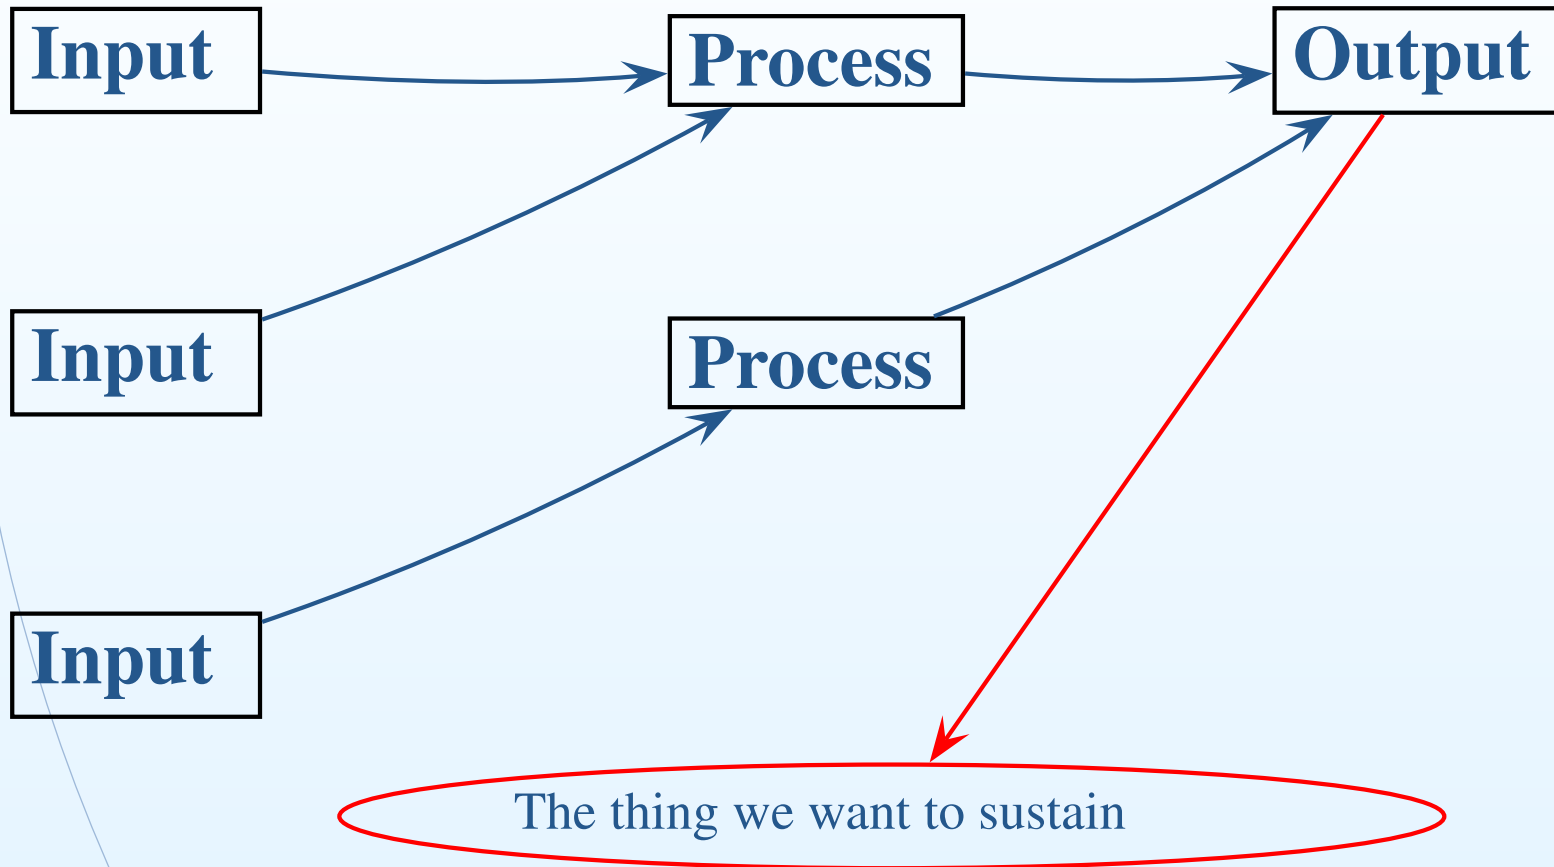 Input
Process
Output
Input
Process
Input
The thing we want to sustain